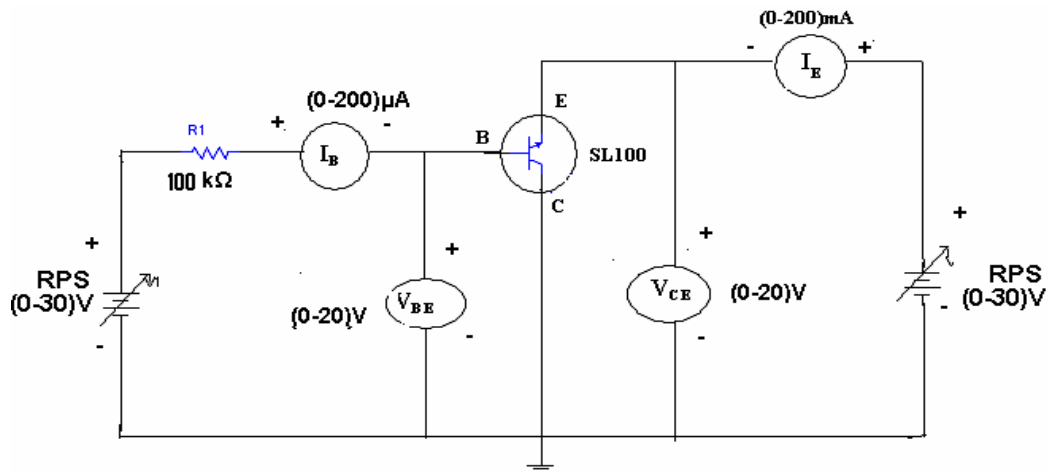 (0-200)mA
-
+
I_E
(0-200)µA
+
-
R1
I_B
100 kΩ
B
E
SL100
C
+
RPS
(0-30)V
-
+
V_BE
(0-20)V
-
+
V_CE
(0-20)V
-
+
RPS
(0-30)V
-